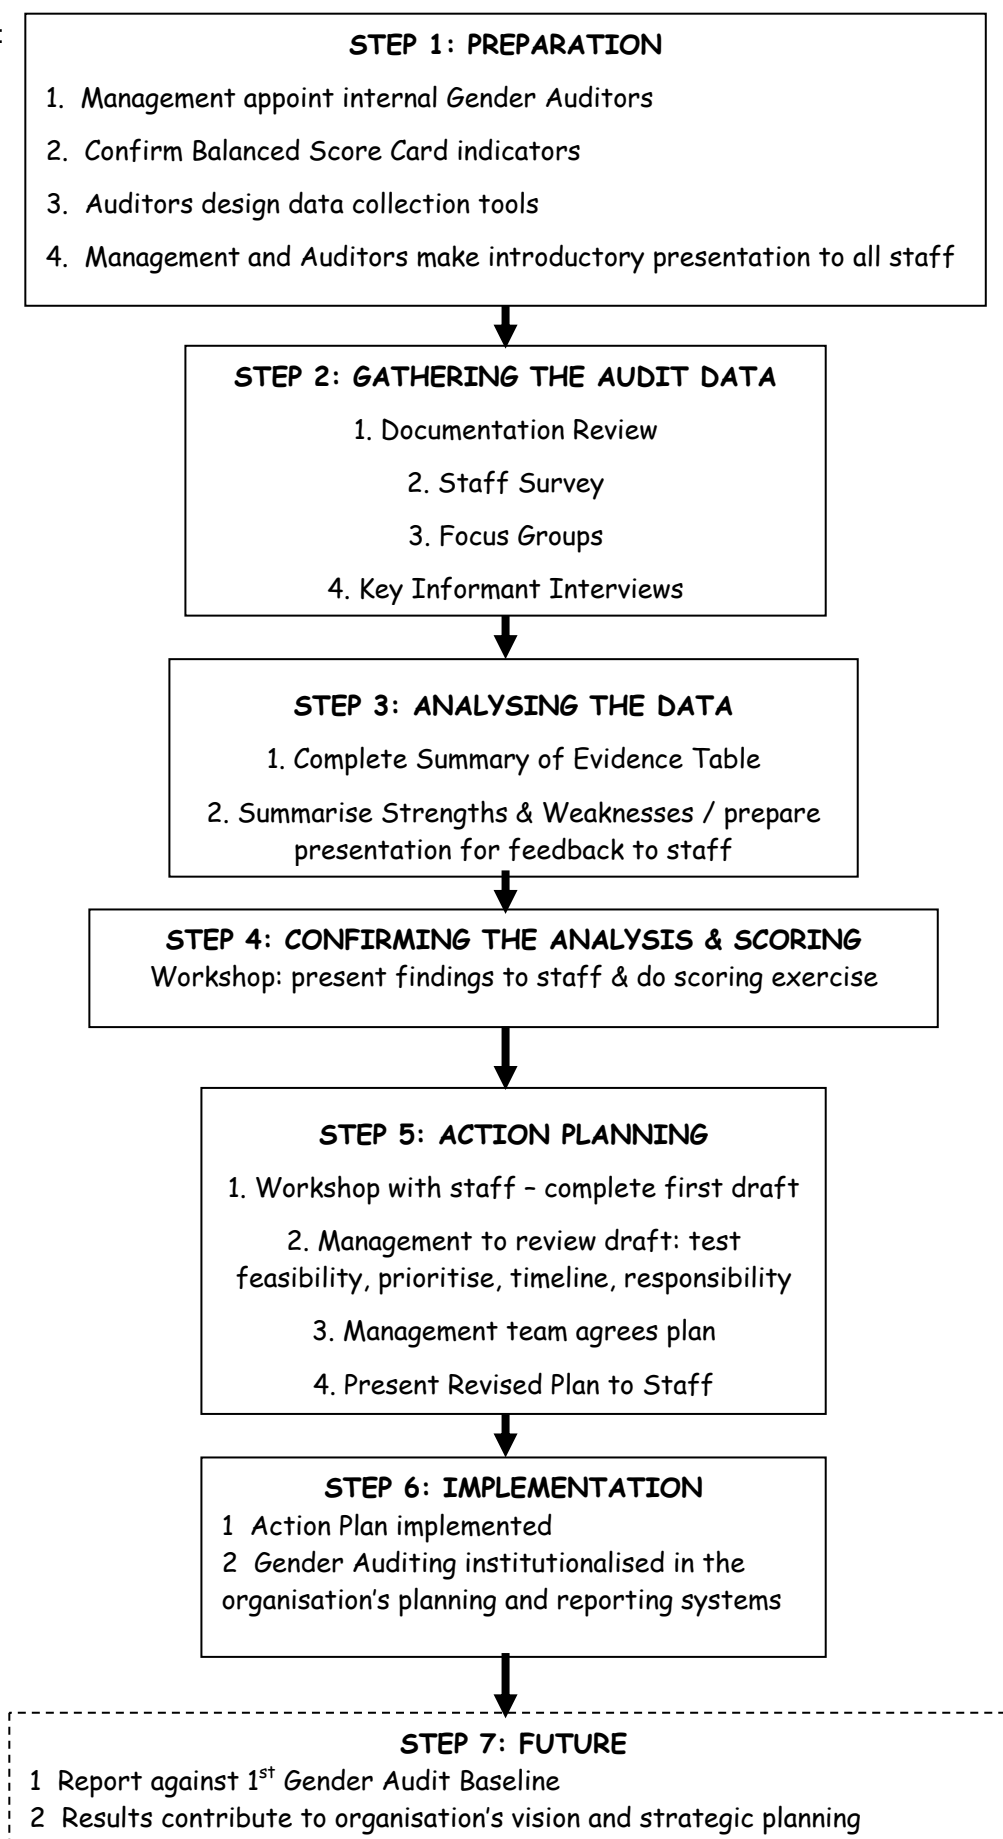 :
STEP 1: PREPARATION
1. Management appoint internal Gender Auditors
2. Confirm Balanced Score Card indicators
3. Auditors design data collection tools
4. Management and Auditors make introductory presentation to all staff
STEP 2: GATHERING THE AUDIT DATA
1. Documentation Review
2. Staff Survey
3. Focus Groups
4. Key Informant Interviews
STEP 3: ANALYSING THE DATA
1. Complete Summary of Evidence Table
2. Summarise Strengths & Weaknesses / prepare
presentation for feedback to staff
STEP 4: CONFIRMING THE ANALYSIS & SCORING
Workshop: present findings to staff & do scoring exercise
STEP 5: ACTION PLANNING
1. Workshop with staff – complete first draft
2. Management to review draft: test
feasibility, prioritise, timeline, responsibility
3. Management team agrees plan
4. Present Revised Plan to Staff
STEP 6: IMPLEMENTATION
1 Action Plan implemented
2 Gender Auditing institutionalised in the
organisation’s planning and reporting systems
STEP 7: FUTURE
1 Report against 1st Gender Audit Baseline
2 Results contribute to organisation’s vision and strategic planning